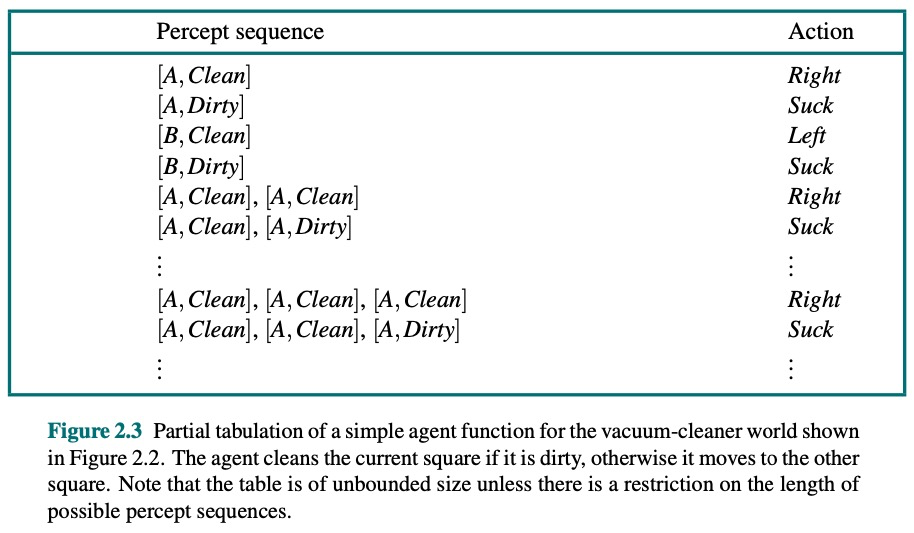 Percept sequence Action
[A, Clean] Right
[A, Dirty] Suck
[B, Clean] Left
[B, Dirty] Suck
[A, Clean], [A, Clean] Right
[A, Clean], [A, Dirty] Suck
⋮ ⋮
[A, Clean], [A, Clean], [A, Clean] Right
[A, Clean], [A, Clean], [A, Dirty] Suck
⋮ ⋮
Figure 2.3 Partial tabulation of a simple agent function for the vacuum-cleaner world shown
in Figure 2.2. The agent cleans the current square if it is dirty, otherwise it moves to the other
square. Note that the table is of unbounded size unless there is a restriction on the length of
possible percept sequences.